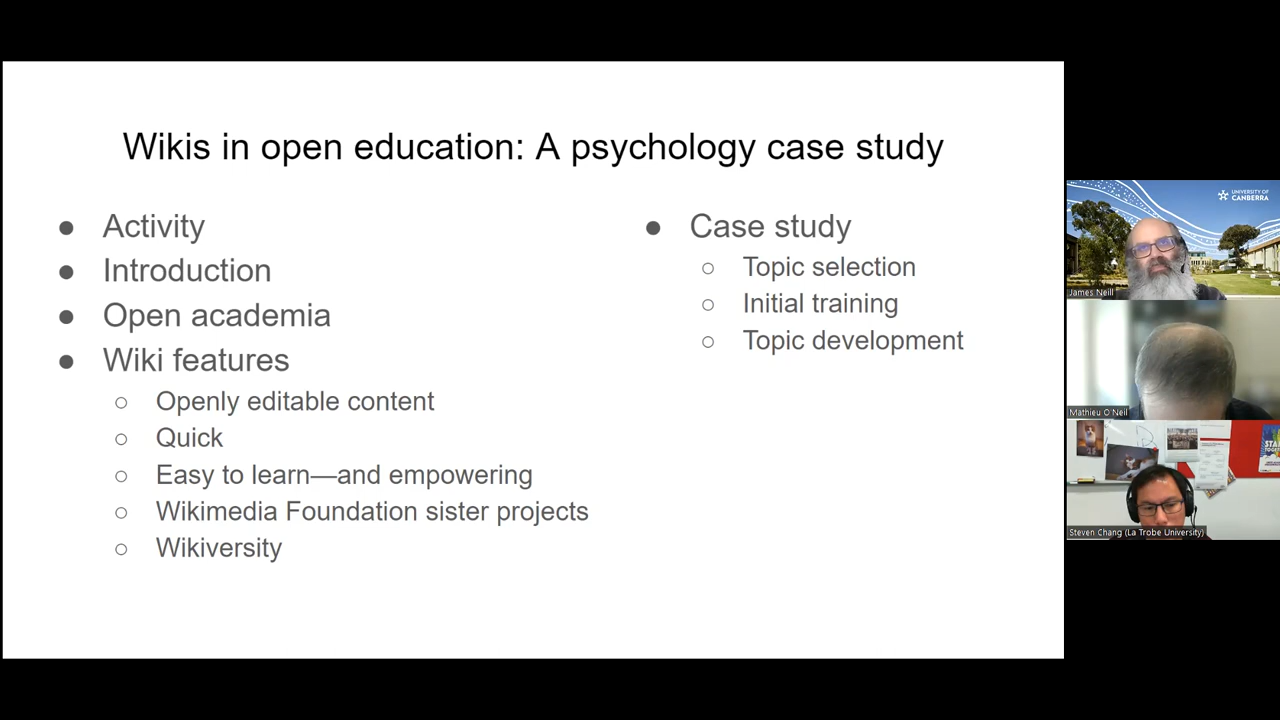 Wikis in open education: A psychology case study
● Activity
● Introduction
● Open academia
● Wiki features
○ Openly editable content
○ Quick
○ Easy to learn—and empowering
○ Wikimedia Foundation sister projects
○ Wikiversity
● Case study
○ Topic selection
○ Initial training
○ Topic development
UNIVERSITY OF
CANBERRA
James Neill
Mathieu O Neil
Steven Chang (La Trobe University)